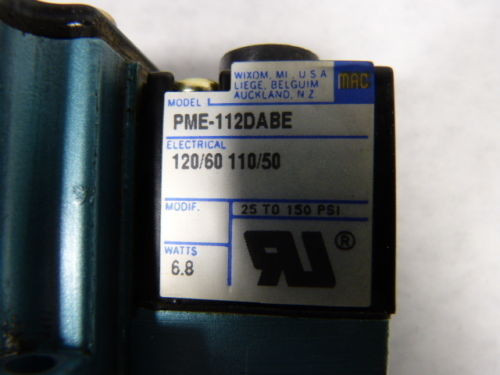 WIXOM, MI, U S A
LIEGE, BELGUIM
AUCKLAND, N.Z.
MAC
MODEL
PME-112DABE
ELECTRICAL
120/60 110/50
MODIF.
25 TO 150 PSI
WATTS
6.8
RU®